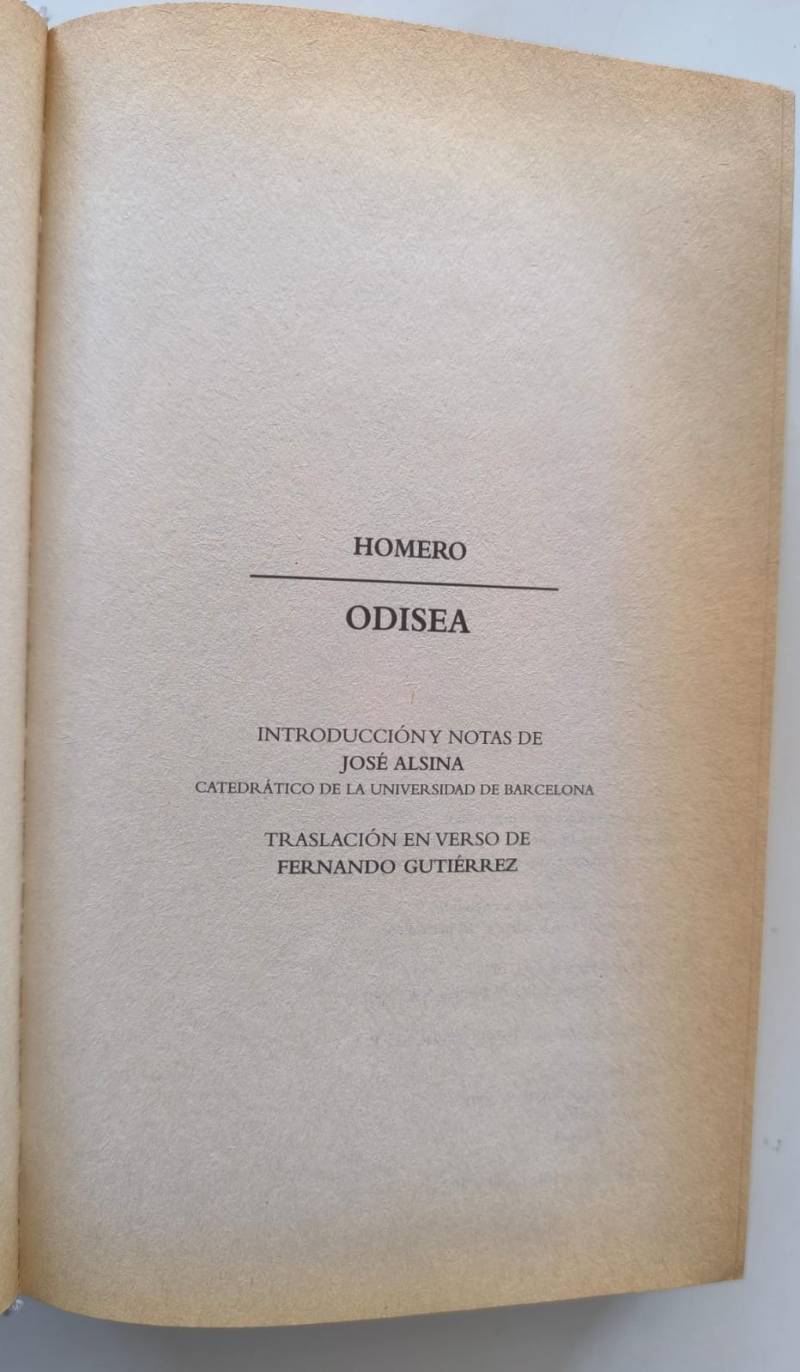 HOMERO
ODISEA
INTRODUCCIÓN Y NOTAS DE
JOSÉ ALSINA
CATEDRÁTICO DE LA UNIVERSIDAD DE BARCELONA
TRASLACIÓN EN VERSO DE
FERNANDO GUTIÉRREZ